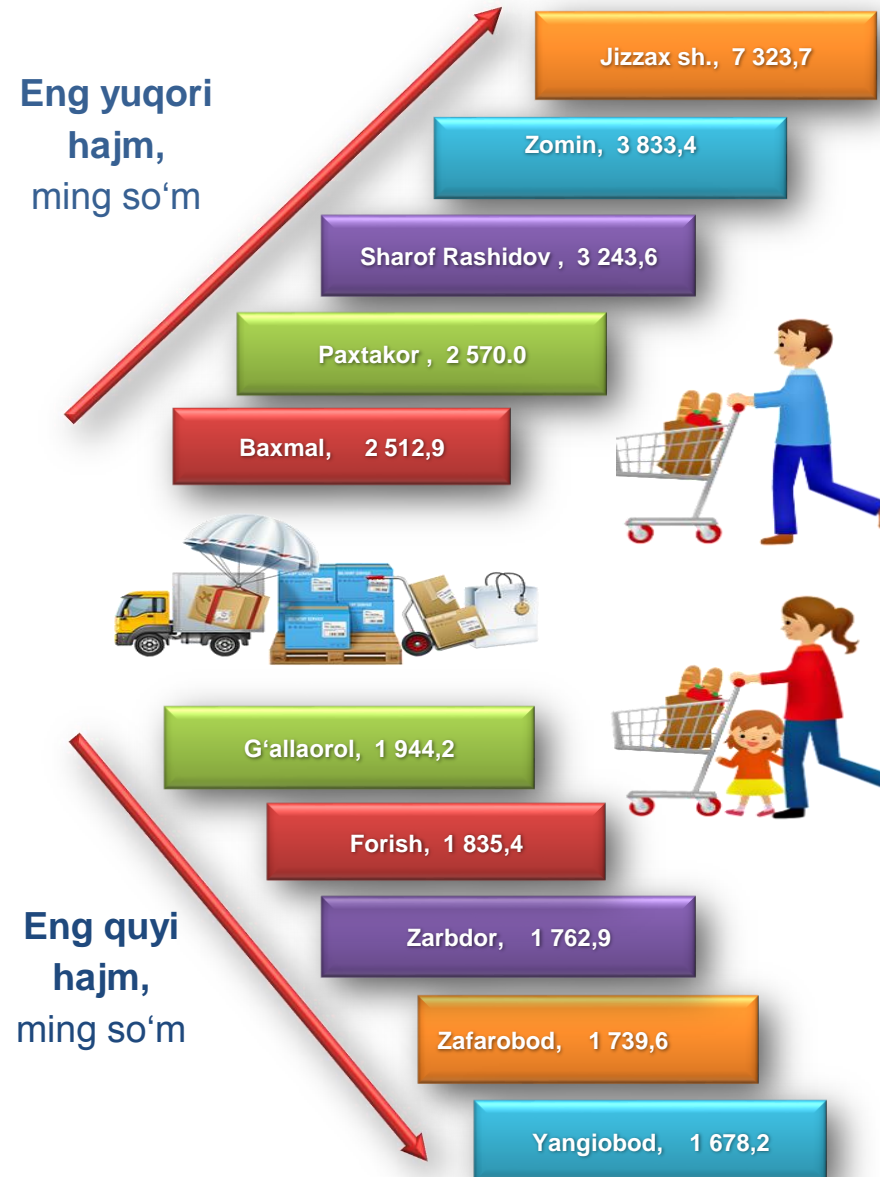 Eng yuqori
hajm,
ming so‘m
Jizzax sh., 7 323,7
Zomin, 3 833,4
Sharof Rashidov , 3 243,6
Paxtakor , 2 570.0
Baxmal, 2 512,9
G‘allaorol, 1 944,2
Forish, 1 835,4
Zarbdor, 1 762,9
Eng quyi
hajm,
ming so‘m
Zafarobod, 1 739,6
Yangiobod, 1 678,2